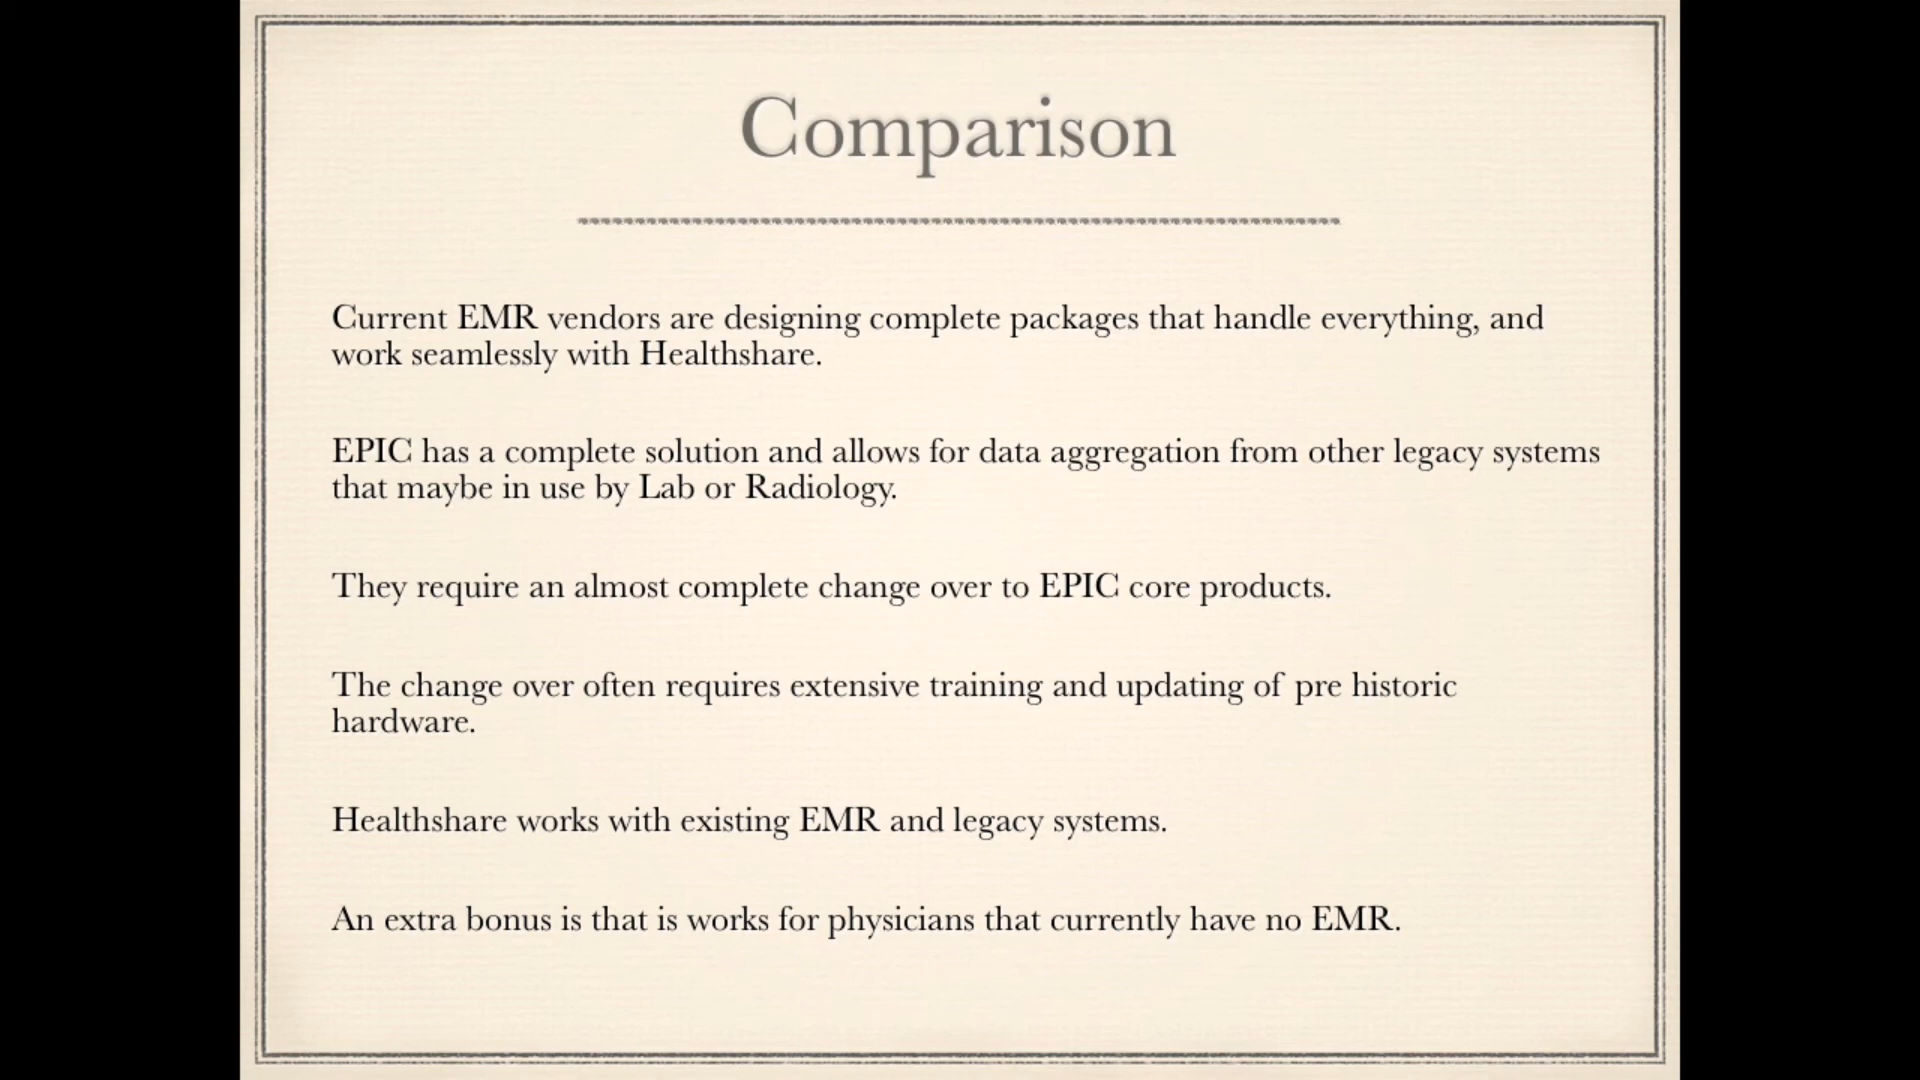 Comparison
Current EMR vendors are designing complete packages that handle everything, and
work seamlessly with Healthshare.
EPIC has a complete solution and allows for data aggregation from other legacy systems
that maybe in use by Lab or Radiology.
They require an almost complete change over to EPIC core products.
The change over often requires extensive training and updating of pre historic
hardware.
Healthshare works with existing EMR and legacy systems.
An extra bonus is that is works for physicians that currently have no EMR.